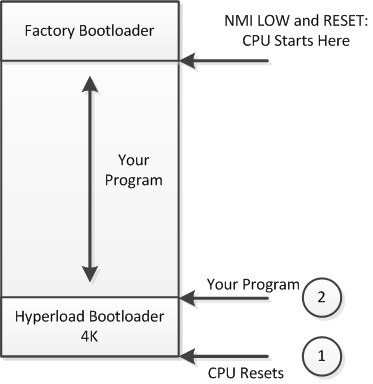 Factory Bootloader
NMI LOW and RESET:
CPU Starts Here
Your
Program
Your Program
2
Hyperload Bootloader
4K
1
CPU Resets